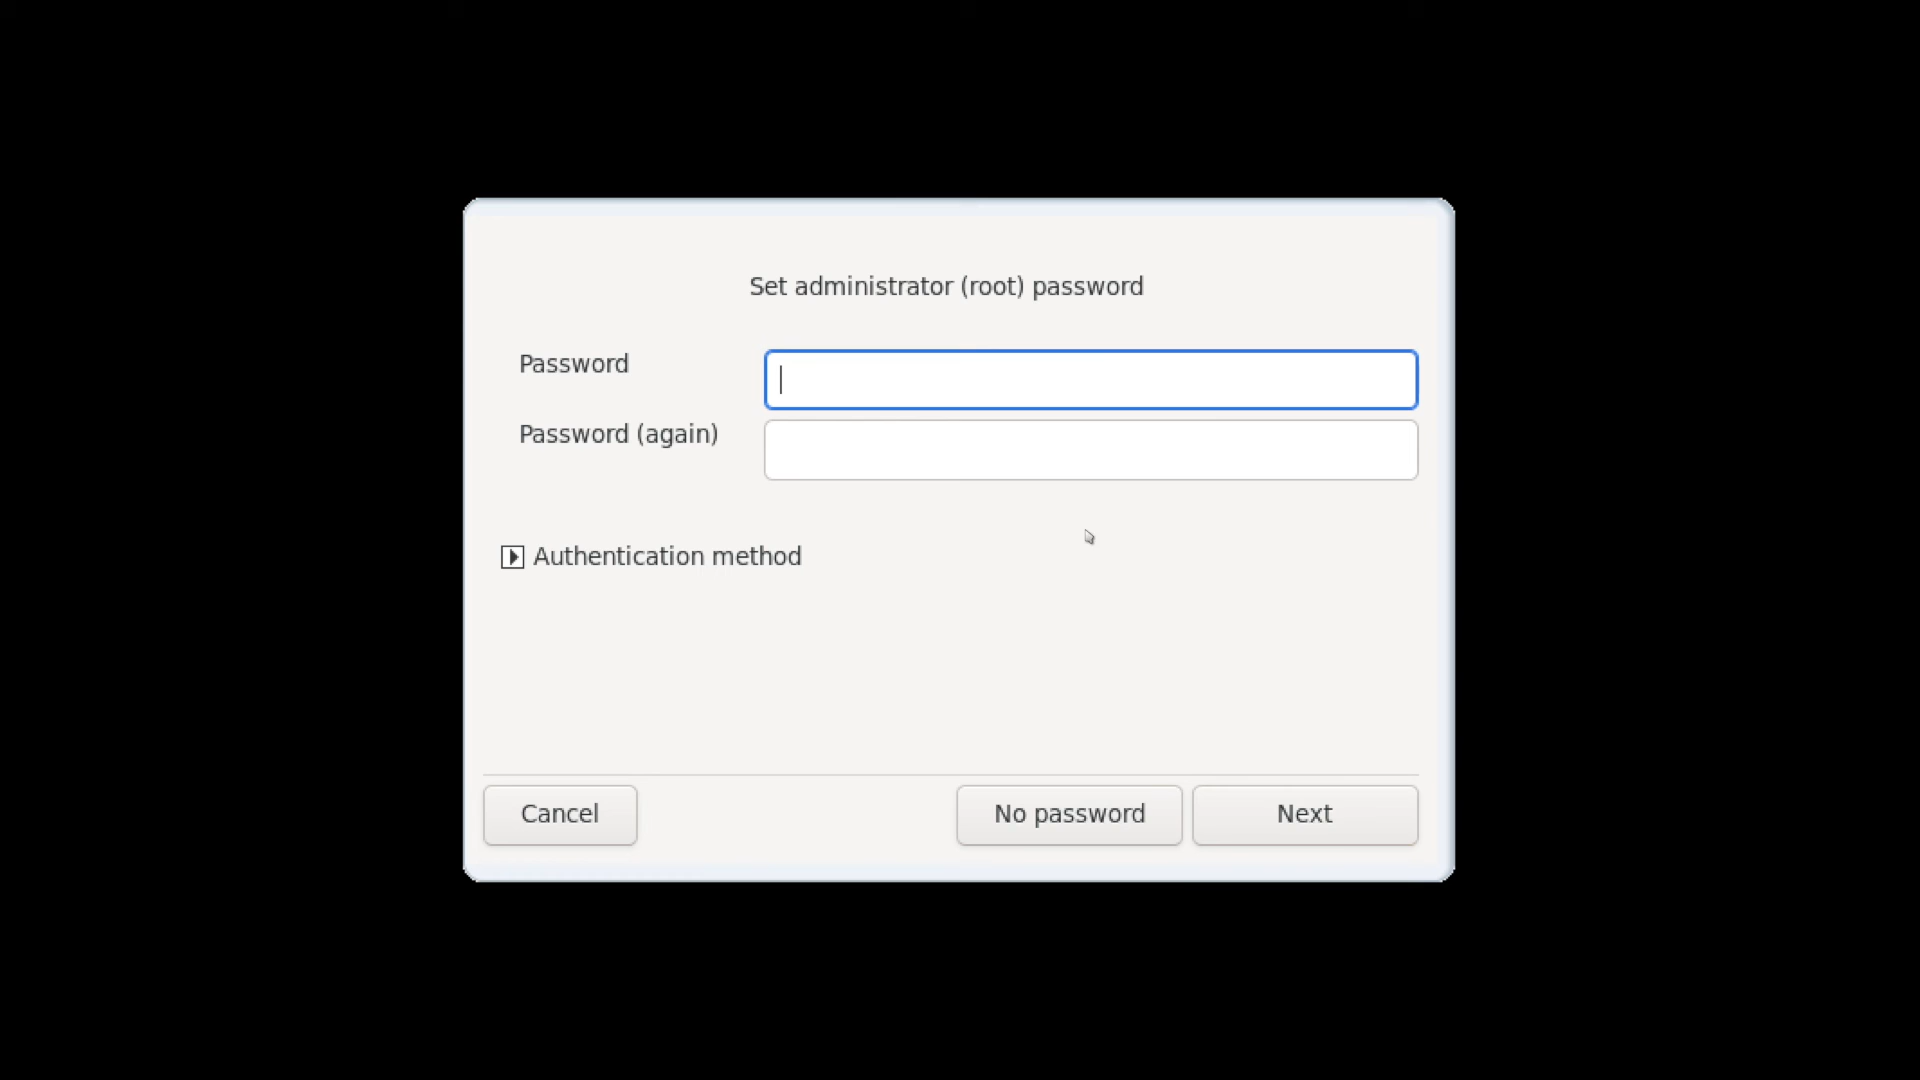 Set administrator (root) password
Password
Password (again)
Authentication method
Cancel
No password
Next